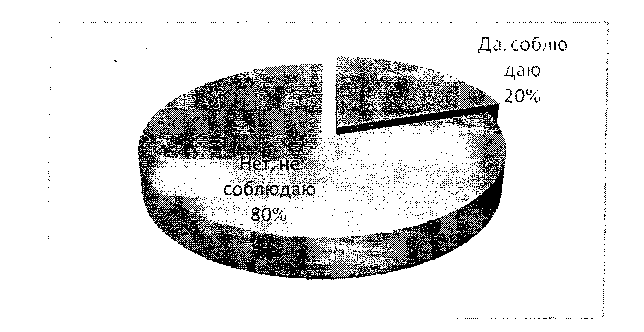 Да, соблю
даю
20%
Нет, не
соблюдаю
80%